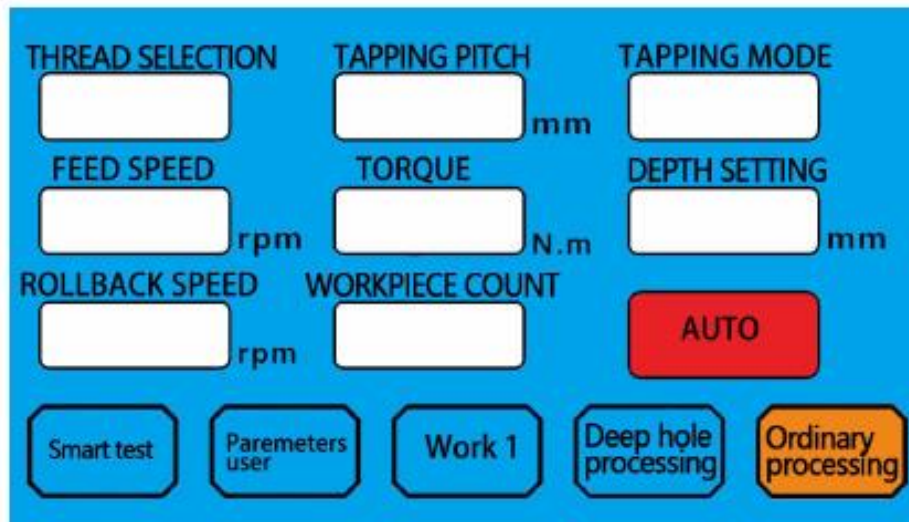 THREAD SELECTION TAPPING PITCH TAPPING MODE
mm
FEED SPEED TORQUE DEPTH SETTING
rpm N.m mm
ROLLBACK SPEED WORKPIECE COUNT
rpm AUTO
Smart test Paremeters user Work 1 Deep hole processing Ordinary processing